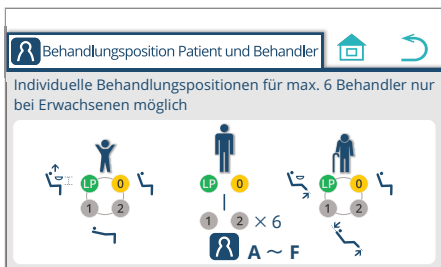 Behandlungsposition Patient und Behandler
Individuelle Behandlungspositionen für max. 6 Behandler nur
bei Erwachsenen möglich
LP 0 LP 0 LP 0
1 2 1 2 × 6 1 2
A ~ F